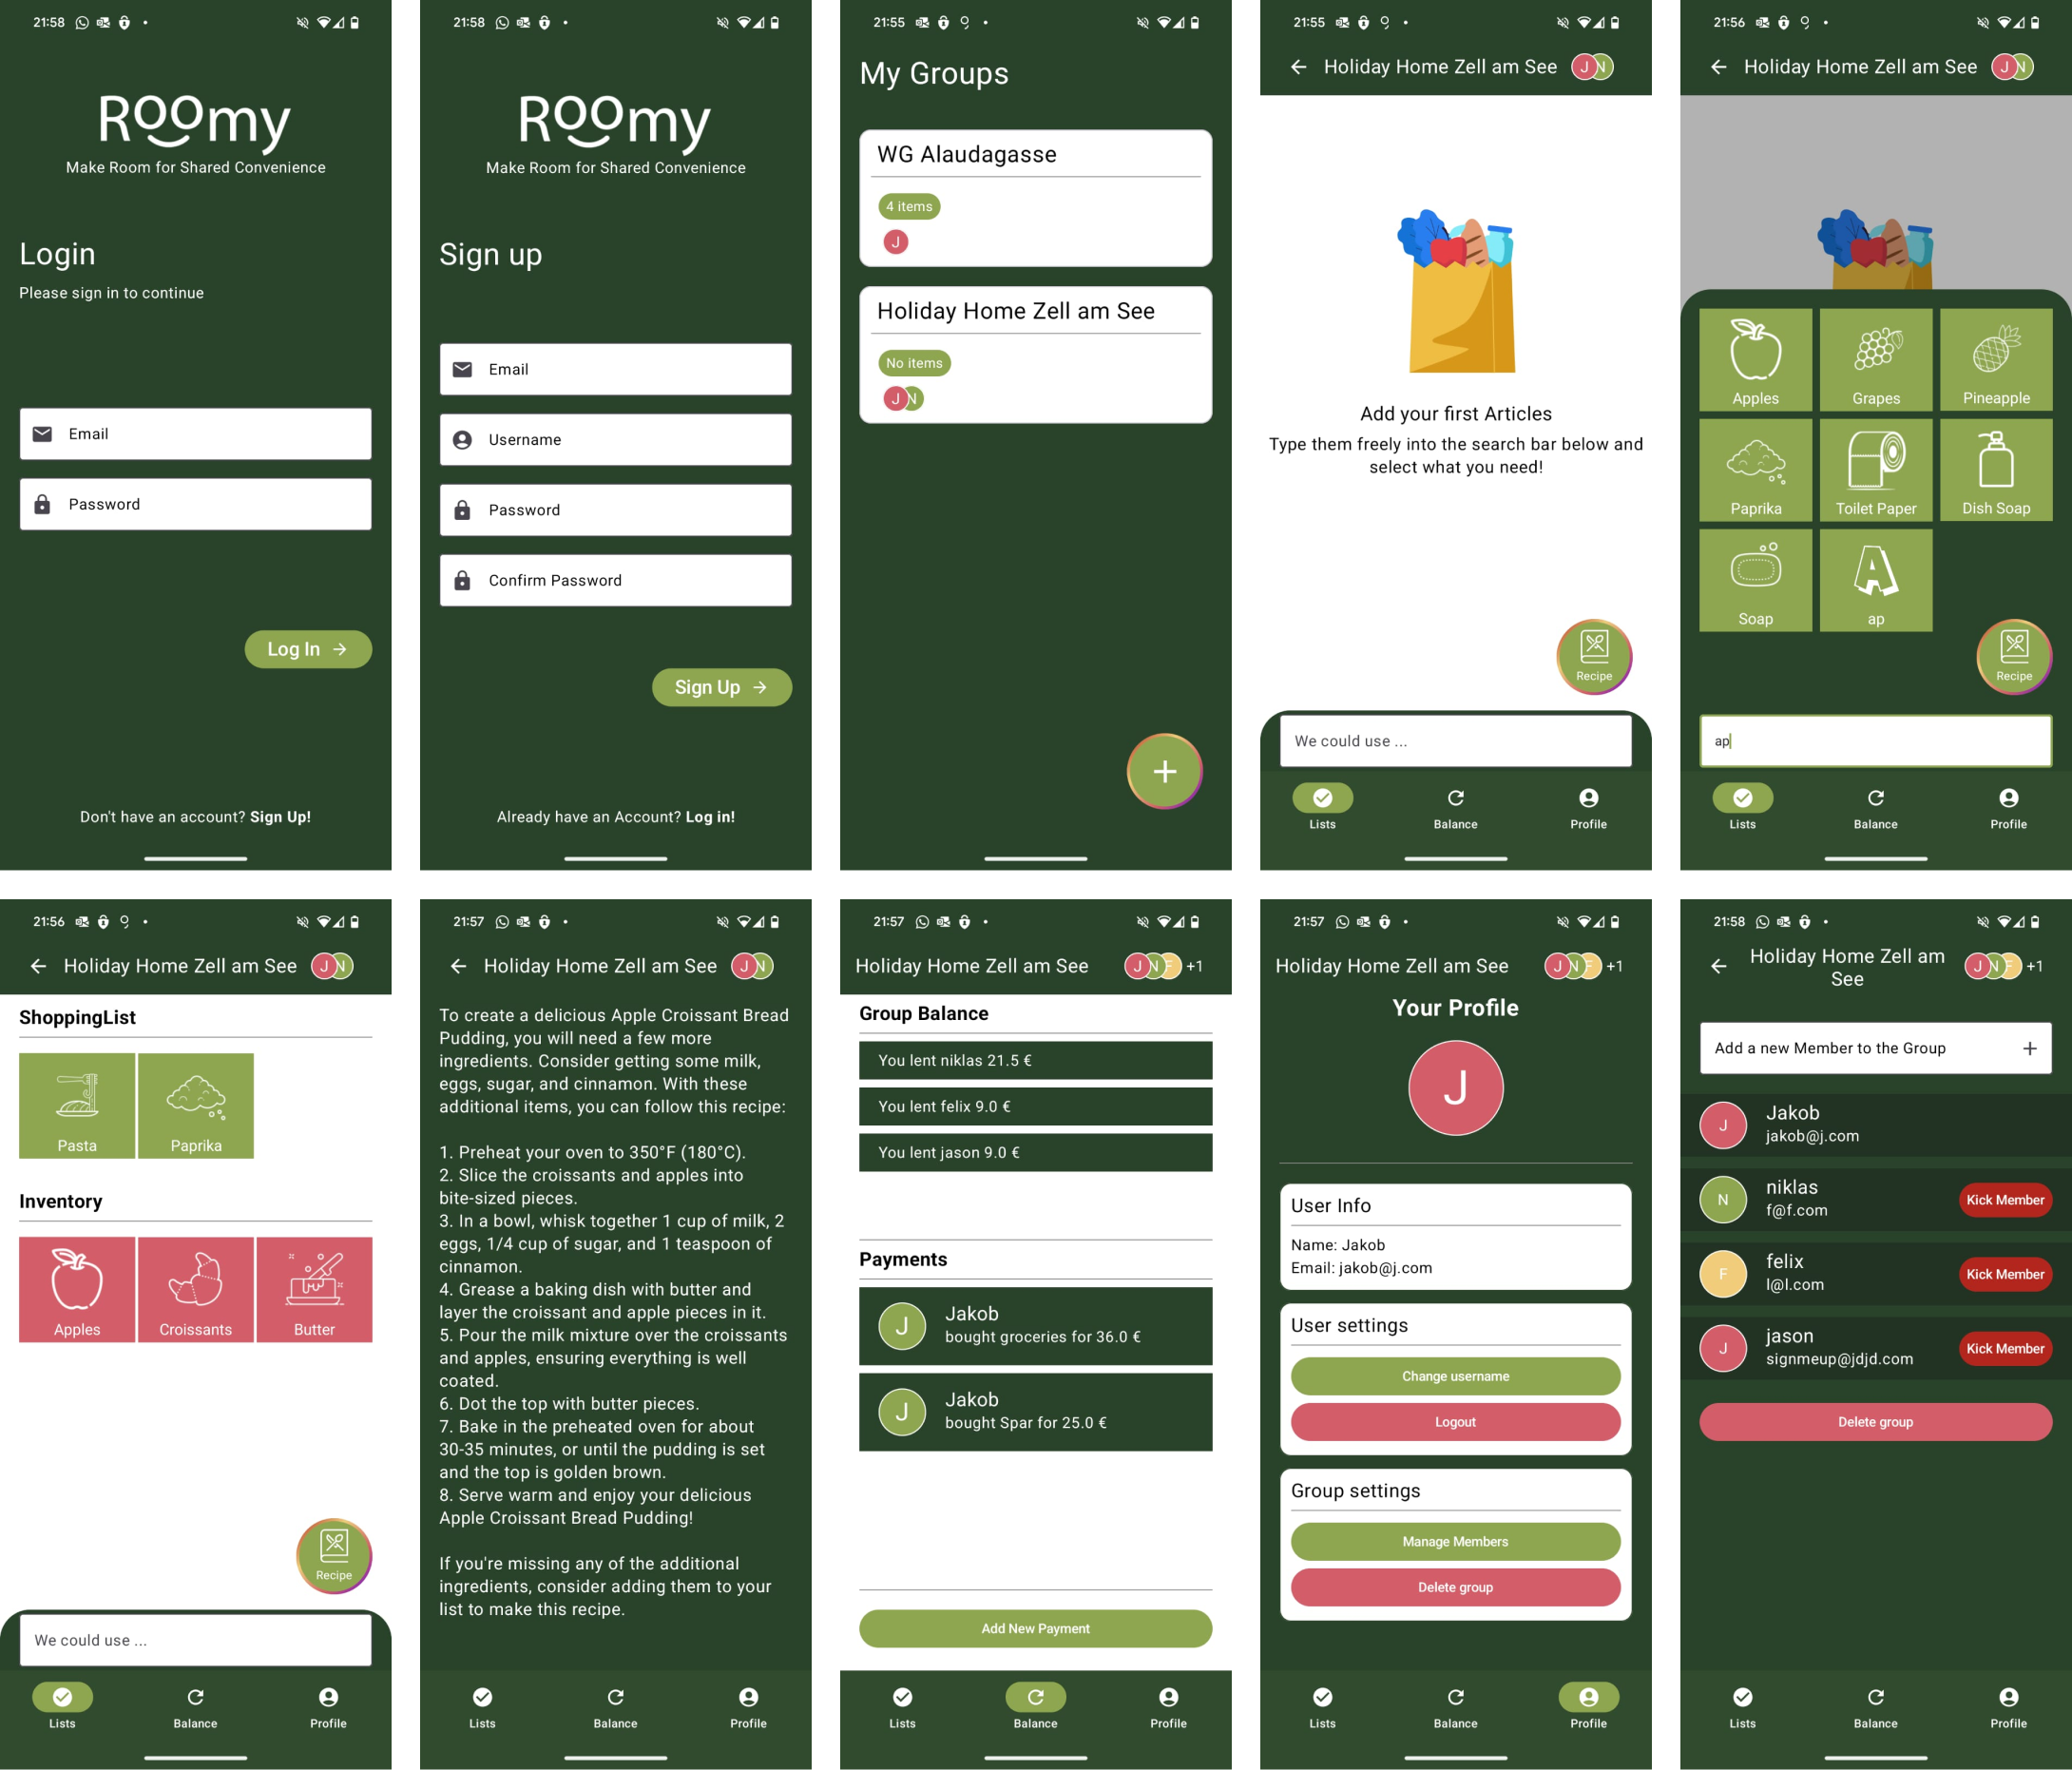 21:58
Roomy
Make Room for Shared Convenience
Login
Please sign in to continue
Email
Password
Log In
Don't have an account? Sign Up!
21:58
Roomy
Make Room for Shared Convenience
Sign up
Email
Username
Password
Confirm Password
Sign Up
Already have an Account? Log in!
21:55
My Groups
WG Alaudagasse
4 items
J
Holiday Home Zell am See
No items
J N
+
21:55
Holiday Home Zell am See J N
Add your first Articles
Type them freely into the search bar below and
select what you need!
Recipe
We could use ...
Lists Balance Profile
21:56
Holiday Home Zell am See J N
Apples Grapes Pineapple
Paprika Toilet Paper Dish Soap
A
Soap ap
Recipe
ap
Lists Balance Profile
21:56
Holiday Home Zell am See J N
ShoppingList
Pasta Paprika
Inventory
Apples Croissants Butter
Recipe
We could use ...
Lists Balance Profile
21:57
Holiday Home Zell am See J N
To create a delicious Apple Croissant Bread
Pudding, you will need a few more
ingredients. Consider getting some milk,
eggs, sugar, and cinnamon. With these
additional items, you can follow this recipe:
1. Preheat your oven to 350°F (180°C).
2. Slice the croissants and apples into
bite-sized pieces.
3. In a bowl, whisk together 1 cup of milk, 2
eggs, 1/4 cup of sugar, and 1 teaspoon of
cinnamon.
4. Grease a baking dish with butter and
layer the croissant and apple pieces in it.
5. Pour the milk mixture over the croissants
and apples, ensuring everything is well
coated.
6. Dot the top with butter pieces.
7. Bake in the preheated oven for about
30-35 minutes, or until the pudding is set
and the top is golden brown.
8. Serve warm and enjoy your delicious
Apple Croissant Bread Pudding!
If you're missing any of the additional
ingredients, consider adding them to your
list to make this recipe.
Lists Balance Profile
21:57
Holiday Home Zell am See J N F +1
Group Balance
You lent niklas 21.5 €
You lent felix 9.0 €
You lent jason 9.0 €
Payments
J
Jakob
bought groceries for 36.0 €
J
Jakob
bought Spar for 25.0 €
Add New Payment
Lists Balance Profile
21:57
Holiday Home Zell am See J N F +1
Your Profile
J
User Info
Name: Jakob
Email: jakob@j.com
User settings
Change username
Logout
Group settings
Manage Members
Delete group
Lists Balance Profile
21:58
Holiday Home Zell am
See
J N F +1
Add a new Member to the Group +
J
Jakob
jakob@j.com
N
niklas
f@f.com
Kick Member
F
felix
l@l.com
Kick Member
J
jason
signmeup@jdjd.com
Kick Member
Delete group
Lists Balance Profile